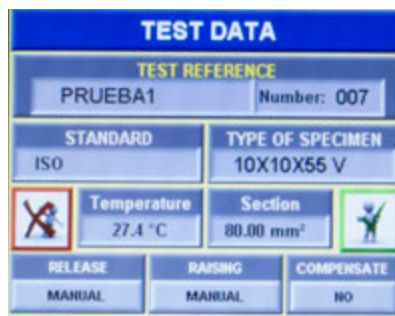 TEST DATA
TEST REFERENCE
PRUEBA1 Number: 007
STANDARD TYPE OF SPECIMEN
ISO 10X10X55 V
Temperature Section
27.4 °C 80.00 mm²
RELEASE RAISING COMPENSATE
MANUAL MANUAL NO